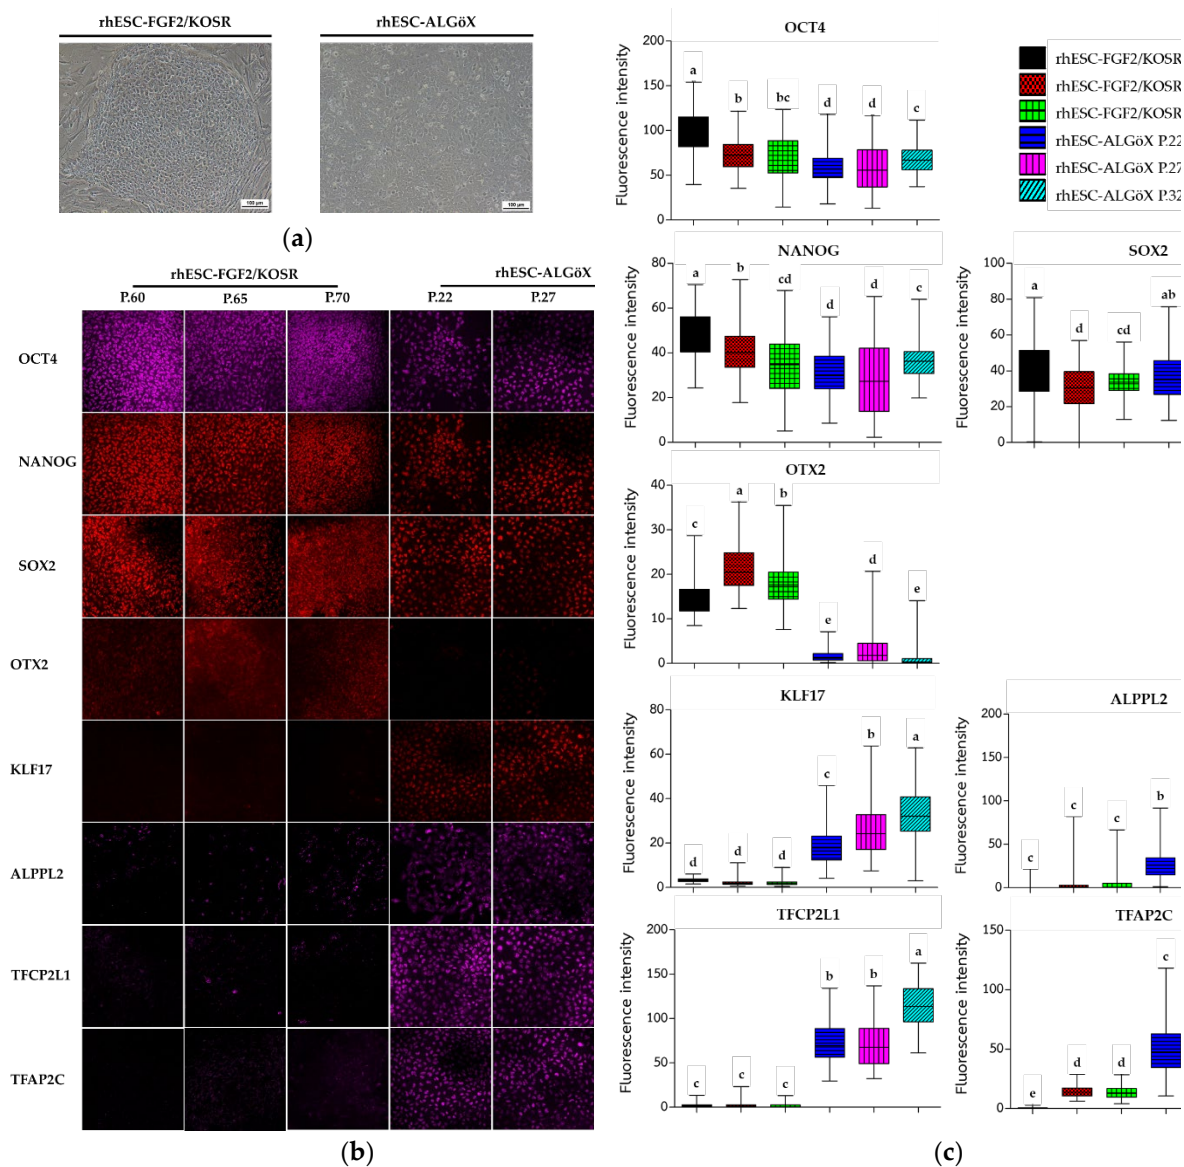 rhESC-FGF2/KOSR
rhESC-ALGöX
100 µm
100 µm
(a)
rhESC-FGF2/KOSR
rhESC-ALGöX
P.60
P.65
P.70
P.22
P.27
OCT4
NANOG
SOX2
OTX2
KLF17
ALPPL2
TFCP2L1
TFAP2C
(b)
OCT4
Fluorescence intensity
200
150
100
50
0
a
b
bc
d
d
c
rhESC-FGF2/KOSR
rhESC-FGF2/KOSR
rhESC-FGF2/KOSR
rhESC-ALGöX P.22
rhESC-ALGöX P.27
rhESC-ALGöX P.32
NANOG
Fluorescence intensity
80
60
40
20
0
a
b
cd
d
d
c
SOX2
Fluorescence intensity
100
80
60
40
20
0
a
d
cd
ab
OTX2
Fluorescence intensity
40
30
20
10
0
c
a
b
e
d
e
KLF17
Fluorescence intensity
80
60
40
20
0
d
d
d
c
b
a
ALPPL2
Fluorescence intensity
200
150
100
50
0
c
c
c
b
TFCP2L1
Fluorescence intensity
200
150
100
50
0
c
c
c
b
b
a
TFAP2C
Fluorescence intensity
150
100
50
0
e
d
d
c
(c)